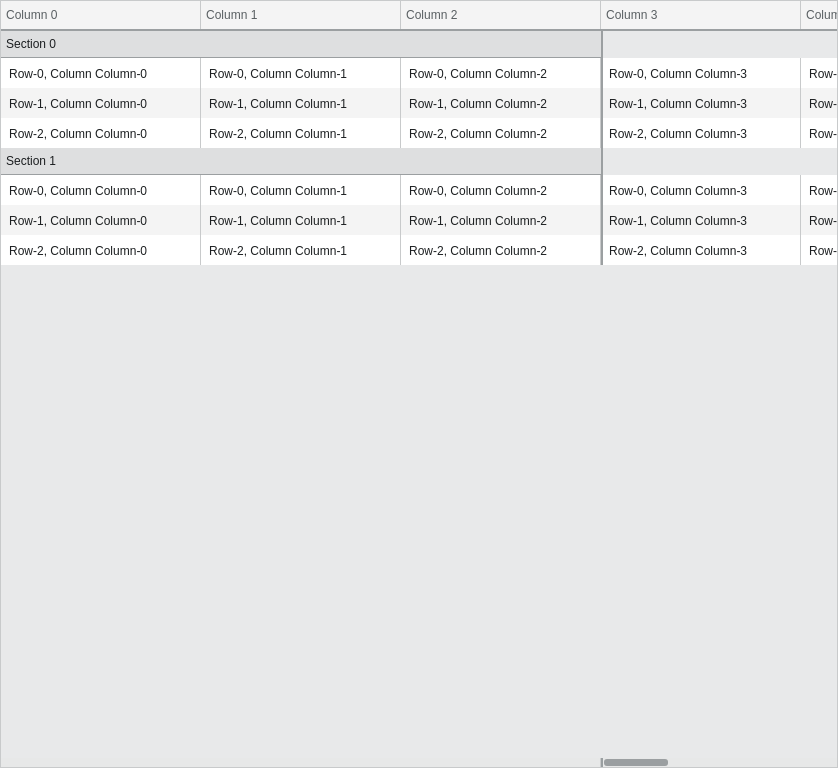 Column 0 Column 1 Column 2 Column 3 Colum
Section 0
Row-0, Column Column-0 Row-0, Column Column-1 Row-0, Column Column-2 Row-0, Column Column-3 Row-
Row-1, Column Column-0 Row-1, Column Column-1 Row-1, Column Column-2 Row-1, Column Column-3 Row-
Row-2, Column Column-0 Row-2, Column Column-1 Row-2, Column Column-2 Row-2, Column Column-3 Row-
Section 1
Row-0, Column Column-0 Row-0, Column Column-1 Row-0, Column Column-2 Row-0, Column Column-3 Row-
Row-1, Column Column-0 Row-1, Column Column-1 Row-1, Column Column-2 Row-1, Column Column-3 Row-
Row-2, Column Column-0 Row-2, Column Column-1 Row-2, Column Column-2 Row-2, Column Column-3 Row-